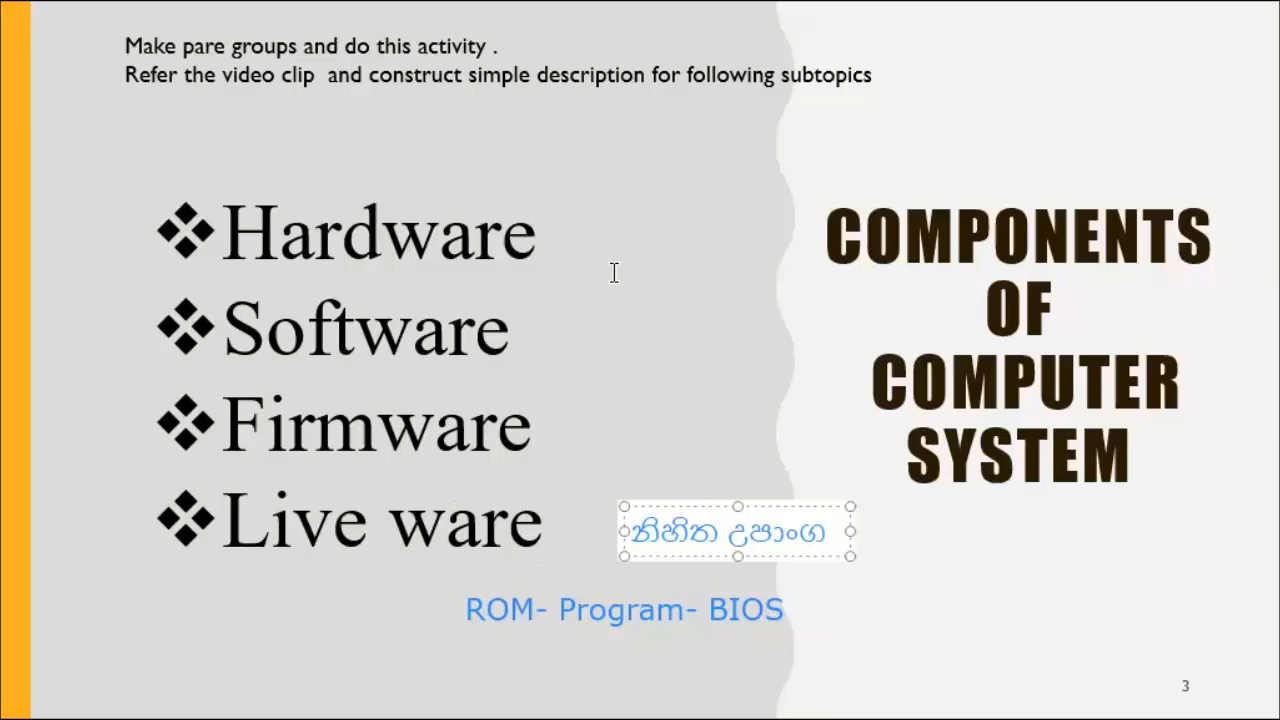 Make pare groups and do this activity .
Refer the video clip and construct simple description for following subtopics
❖Hardware
❖Software
❖Firmware
❖Live ware
නිහිත උපාංග
ROM- Program- BIOS
COMPONENTS
OF
COMPUTER
SYSTEM
3